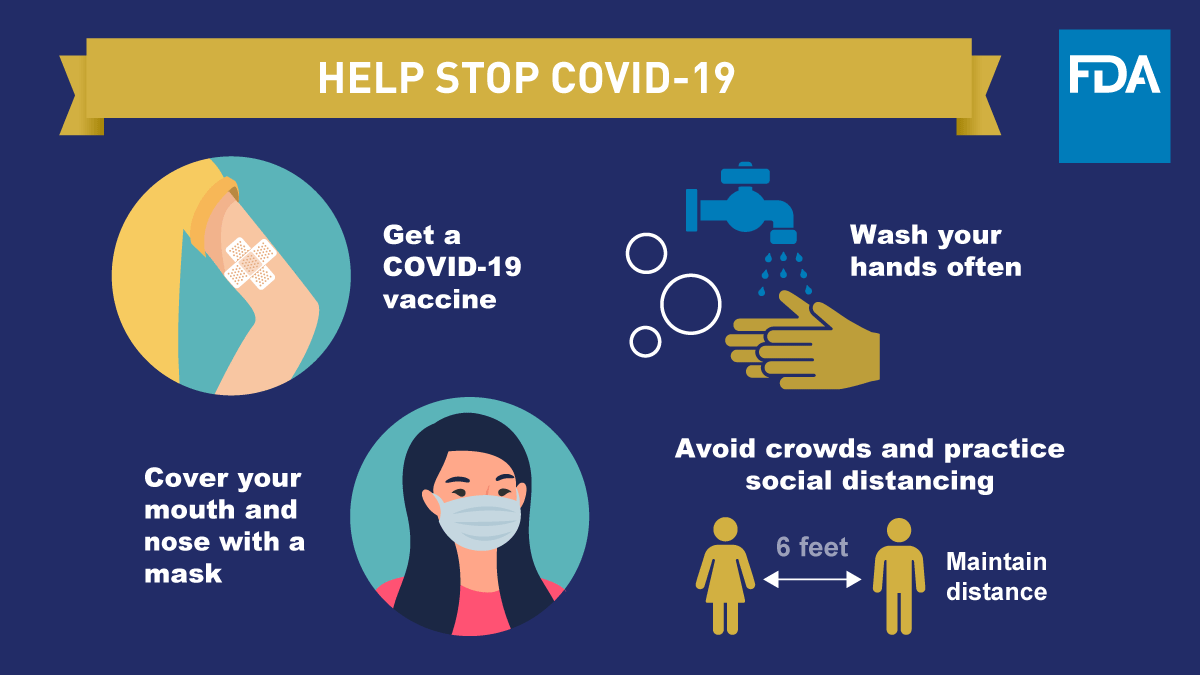 HELP STOP COVID-19
FDA
Get a
COVID-19
vaccine
Wash your
hands often
Cover your
mouth and
nose with a
mask
Avoid crowds and practice
social distancing
6 feet
Maintain
distance